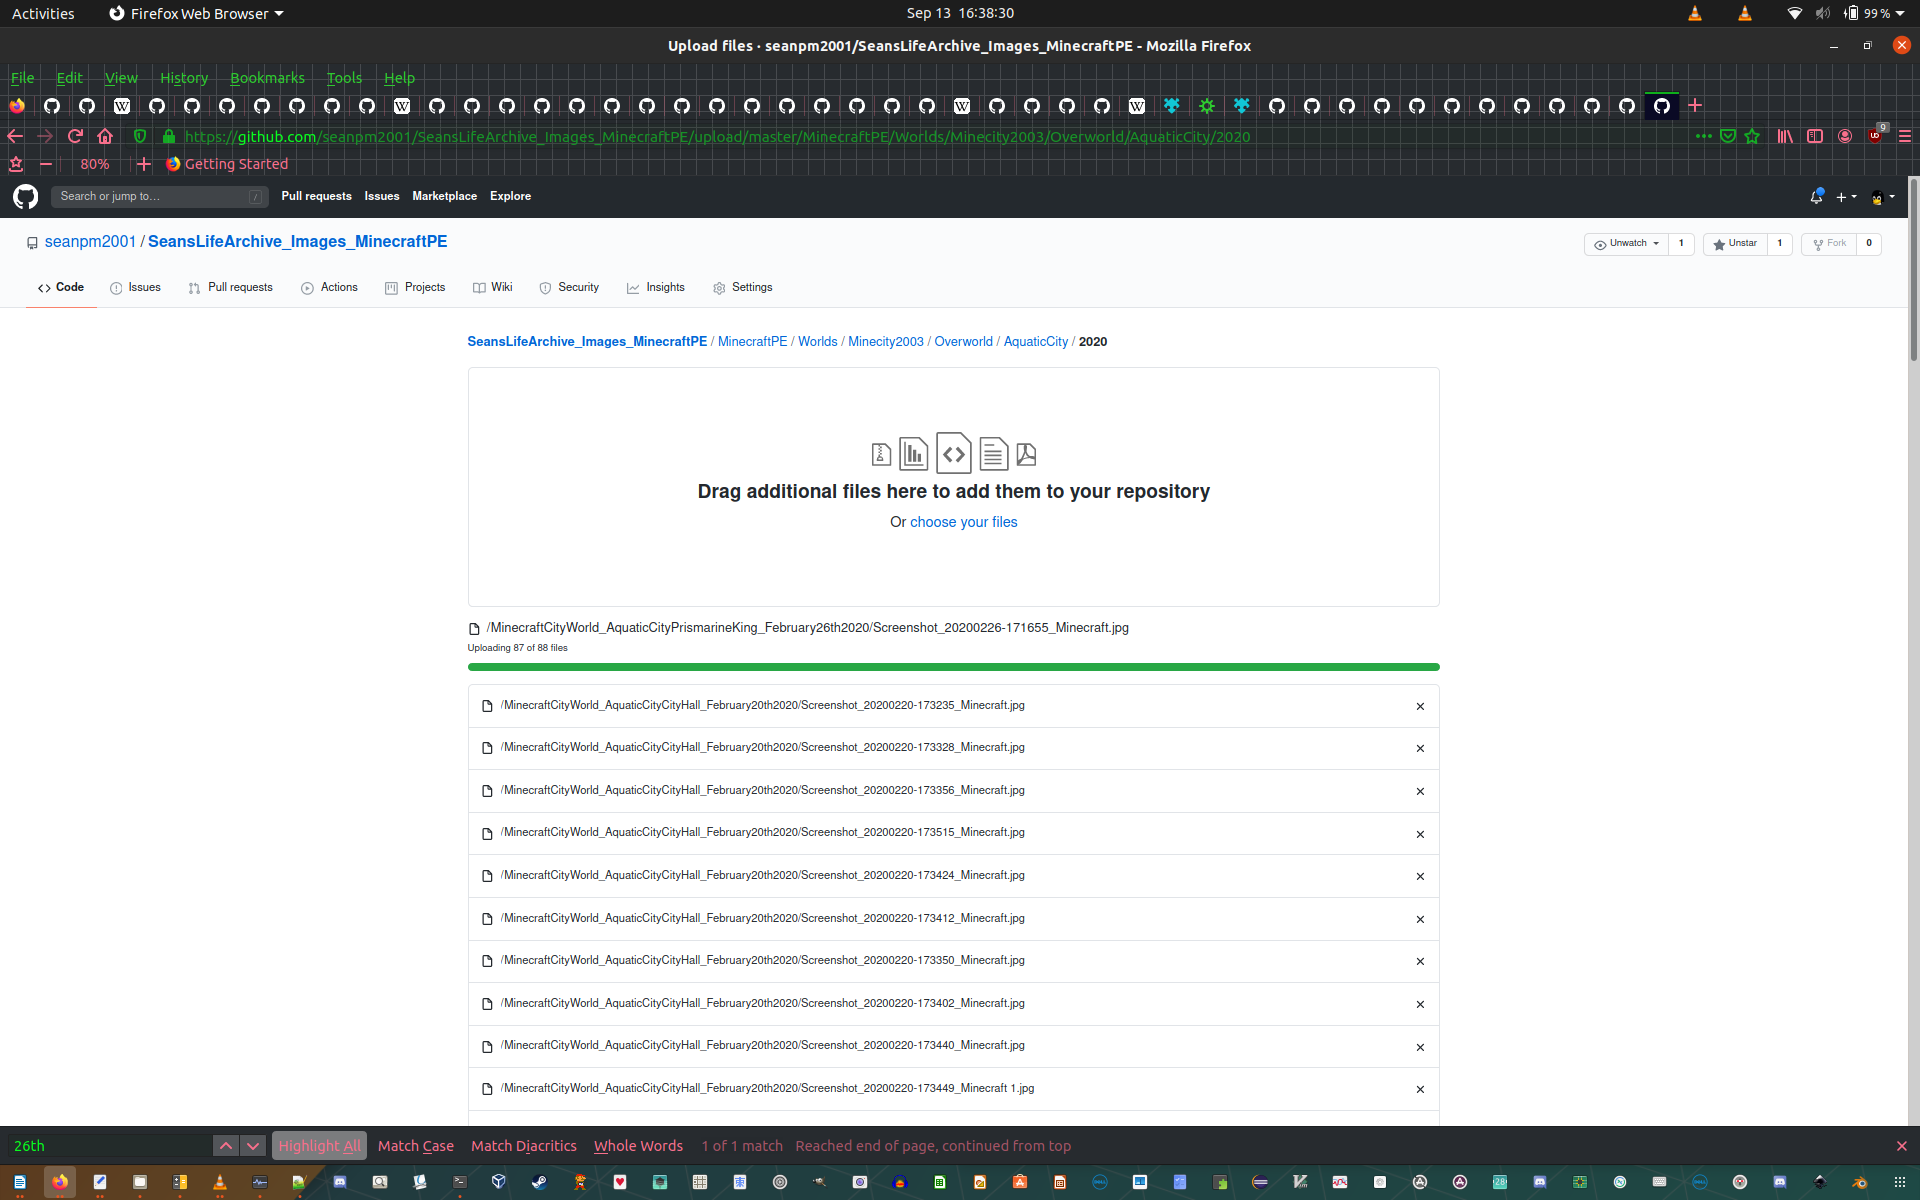 Activities Firefox Web Browser Sep 13 16:38:30 99 %
Upload files · seanpm2001/SeansLifeArchive_Images_MinecraftPE - Mozilla Firefox
File Edit View History Bookmarks Tools Help
https://github.com/seanpm2001/SeansLifeArchive_Images_MinecraftPE/upload/master/MinecraftPE/Worlds/Minecity2003/Overworld/AquaticCity/2020 9
80% Getting Started
Search or jump to… / Pull requests Issues Marketplace Explore
seanpm2001 / SeansLifeArchive_Images_MinecraftPE Unwatch 1 Unstar 1 Fork 0
Code Issues Pull requests Actions Projects Wiki Security Insights Settings
SeansLifeArchive_Images_MinecraftPE / MinecraftPE / Worlds / Minecity2003 / Overworld / AquaticCity / 2020
Drag additional files here to add them to your repository
Or choose your files
/MinecraftCityWorld_AquaticCityPrismarineKing_February26th2020/Screenshot_20200226-171655_Minecraft.jpg
Uploading 87 of 88 files
/MinecraftCityWorld_AquaticCityCityHall_February20th2020/Screenshot_20200220-173235_Minecraft.jpg
/MinecraftCityWorld_AquaticCityCityHall_February20th2020/Screenshot_20200220-173328_Minecraft.jpg
/MinecraftCityWorld_AquaticCityCityHall_February20th2020/Screenshot_20200220-173356_Minecraft.jpg
/MinecraftCityWorld_AquaticCityCityHall_February20th2020/Screenshot_20200220-173515_Minecraft.jpg
/MinecraftCityWorld_AquaticCityCityHall_February20th2020/Screenshot_20200220-173424_Minecraft.jpg
/MinecraftCityWorld_AquaticCityCityHall_February20th2020/Screenshot_20200220-173412_Minecraft.jpg
/MinecraftCityWorld_AquaticCityCityHall_February20th2020/Screenshot_20200220-173350_Minecraft.jpg
/MinecraftCityWorld_AquaticCityCityHall_February20th2020/Screenshot_20200220-173402_Minecraft.jpg
/MinecraftCityWorld_AquaticCityCityHall_February20th2020/Screenshot_20200220-173440_Minecraft.jpg
/MinecraftCityWorld_AquaticCityCityHall_February20th2020/Screenshot_20200220-173449_Minecraft 1.jpg
26th Highlight All Match Case Match Diacritics Whole Words 1 of 1 match Reached end of page, continued from top